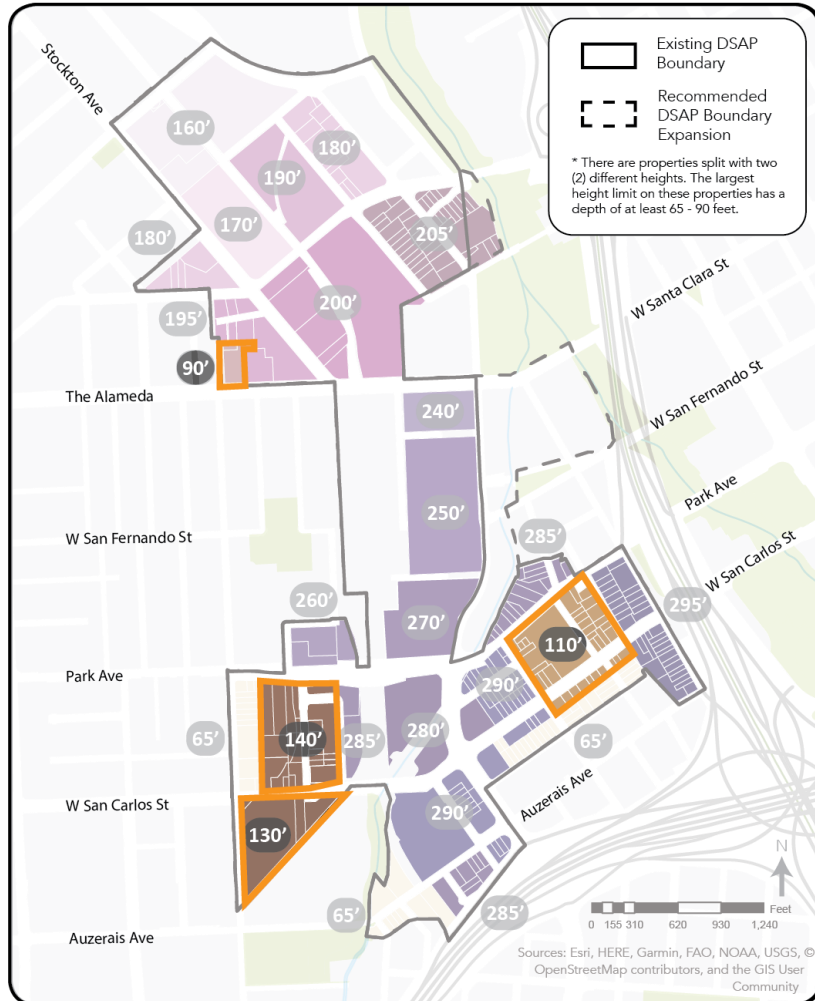 Existing DSAP
Boundary
Recommended
DSAP Boundary
Expansion
* There are properties split with two
(2) different heights. The largest
height limit on these properties has a
depth of at least 65 - 90 feet.
Stockton Ave
160'
180'
190'
170'
180'
205'
200'
195'
W Santa Clara St
90'
The Alameda
W San Fernando St
240'
Park Ave
250'
W San Carlos St
W San Fernando St
285'
260'
270'
295'
110'
Park Ave
290'
65'
140'
285'
280'
65'
Auzerais Ave
W San Carlos St
290'
130'
N
65'
285'
Feet
0 155 310 620 930 1,240
Auzerais Ave
Sources: Esri, HERE, Garmin, FAO, NOAA, USGS, ©
OpenStreetMap contributors, and the GIS User
Community